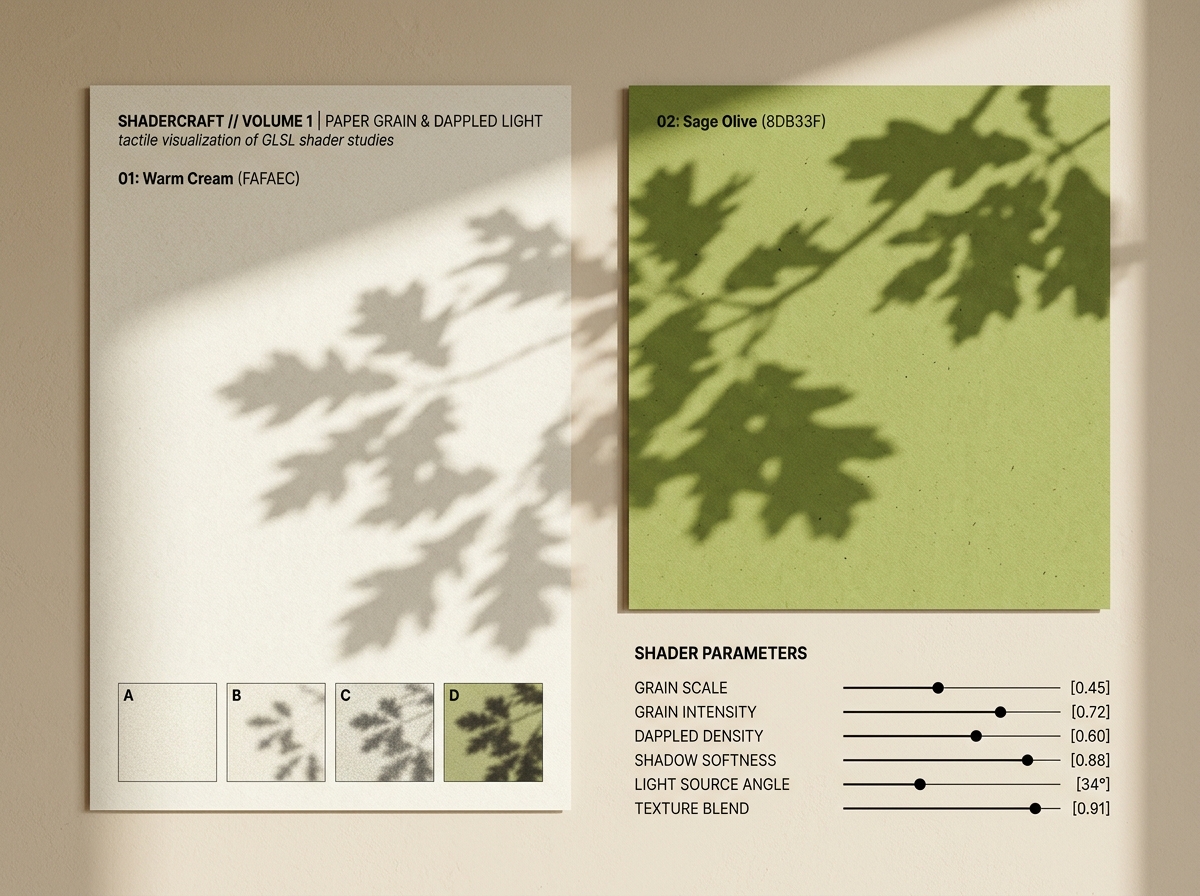 SHADERCRAFT // VOLUME 1 | PAPER GRAIN & DAPPLED LIGHT
tactile visualization of GLSL shader studies
01: Warm Cream (FAFAEC)
A
B
C
D
02: Sage Olive (8DB33F)
SHADER PARAMETERS
GRAIN SCALE [0.45]
GRAIN INTENSITY [0.72]
DAPPLED DENSITY [0.60]
SHADOW SOFTNESS [0.88]
LIGHT SOURCE ANGLE [34°]
TEXTURE BLEND [0.91]